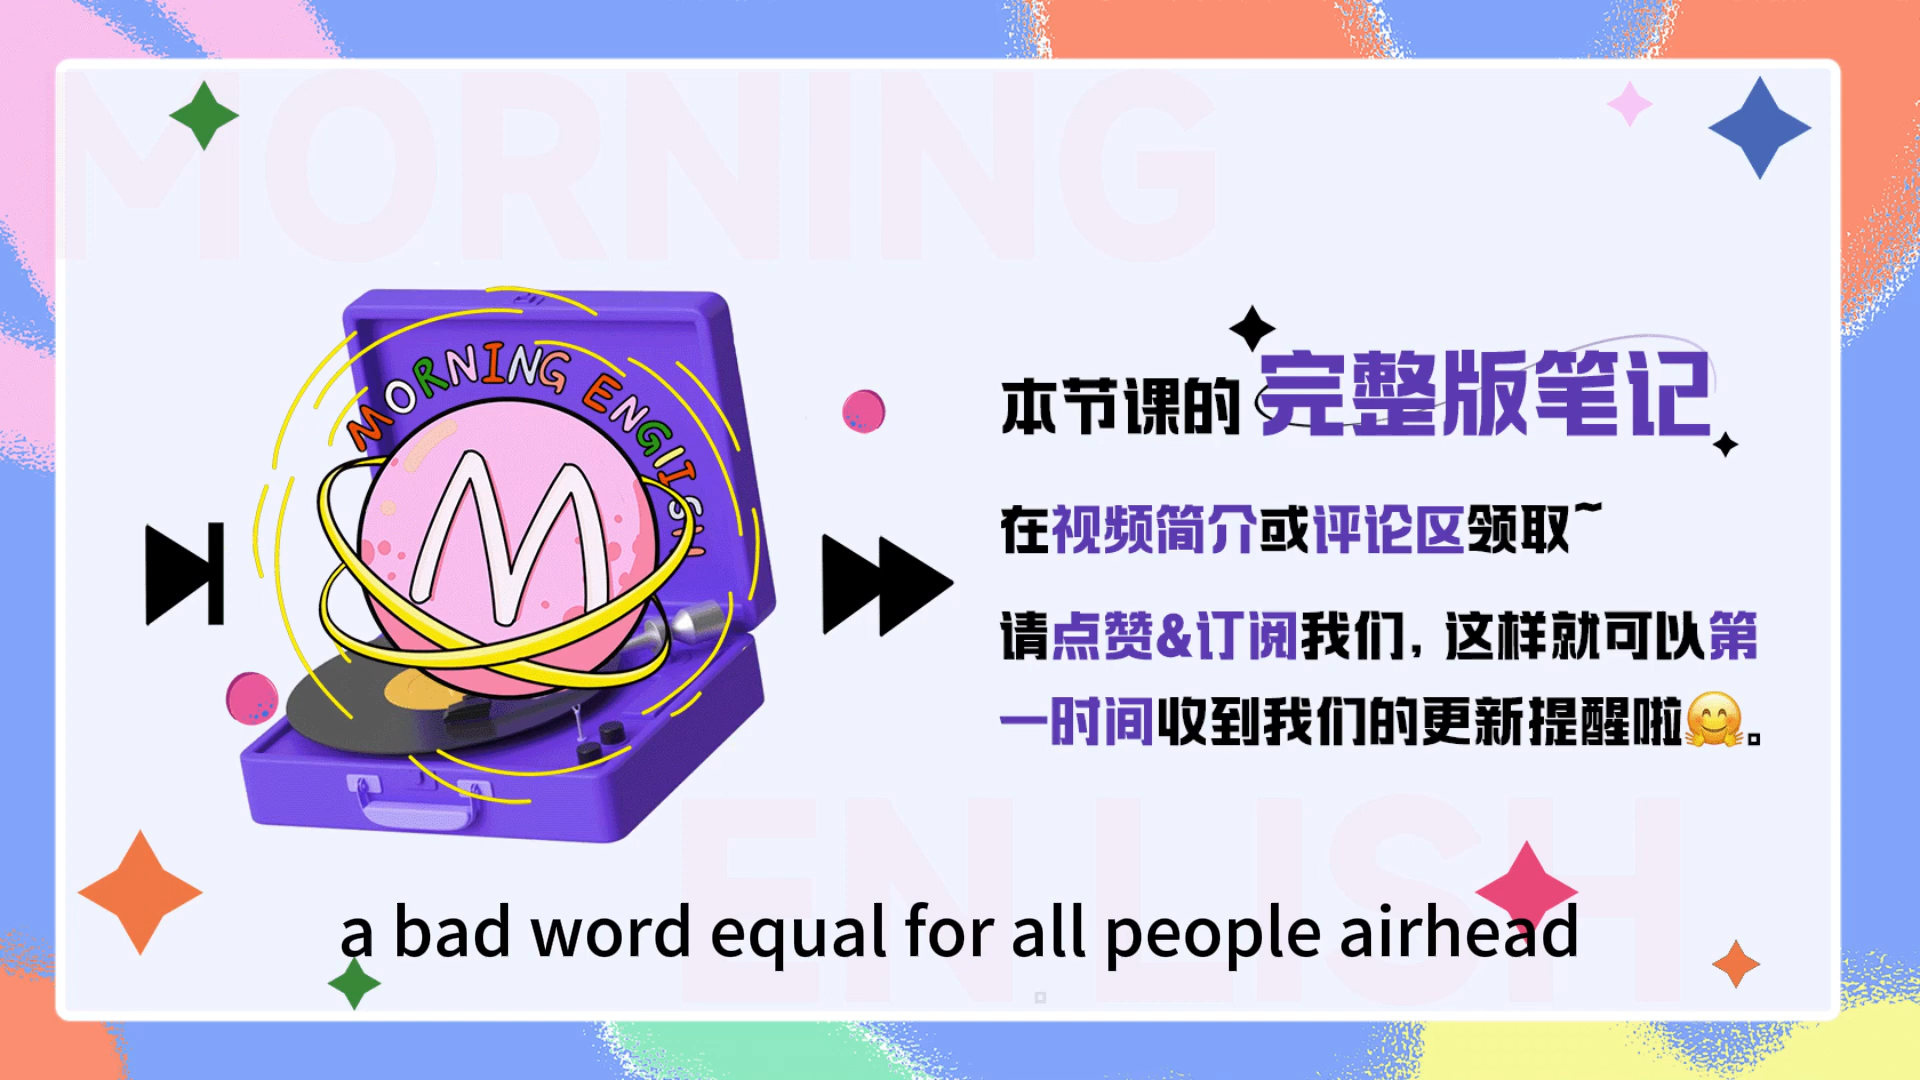 MORNING
MORNING ENGlISH
M
本节课的 完整版笔记
在视频简介或评论区领取~
请点赞&订阅我们, 这样就可以第
一时间收到我们的更新提醒啦🤗。
EN LISH
a bad word equal for all people airhead